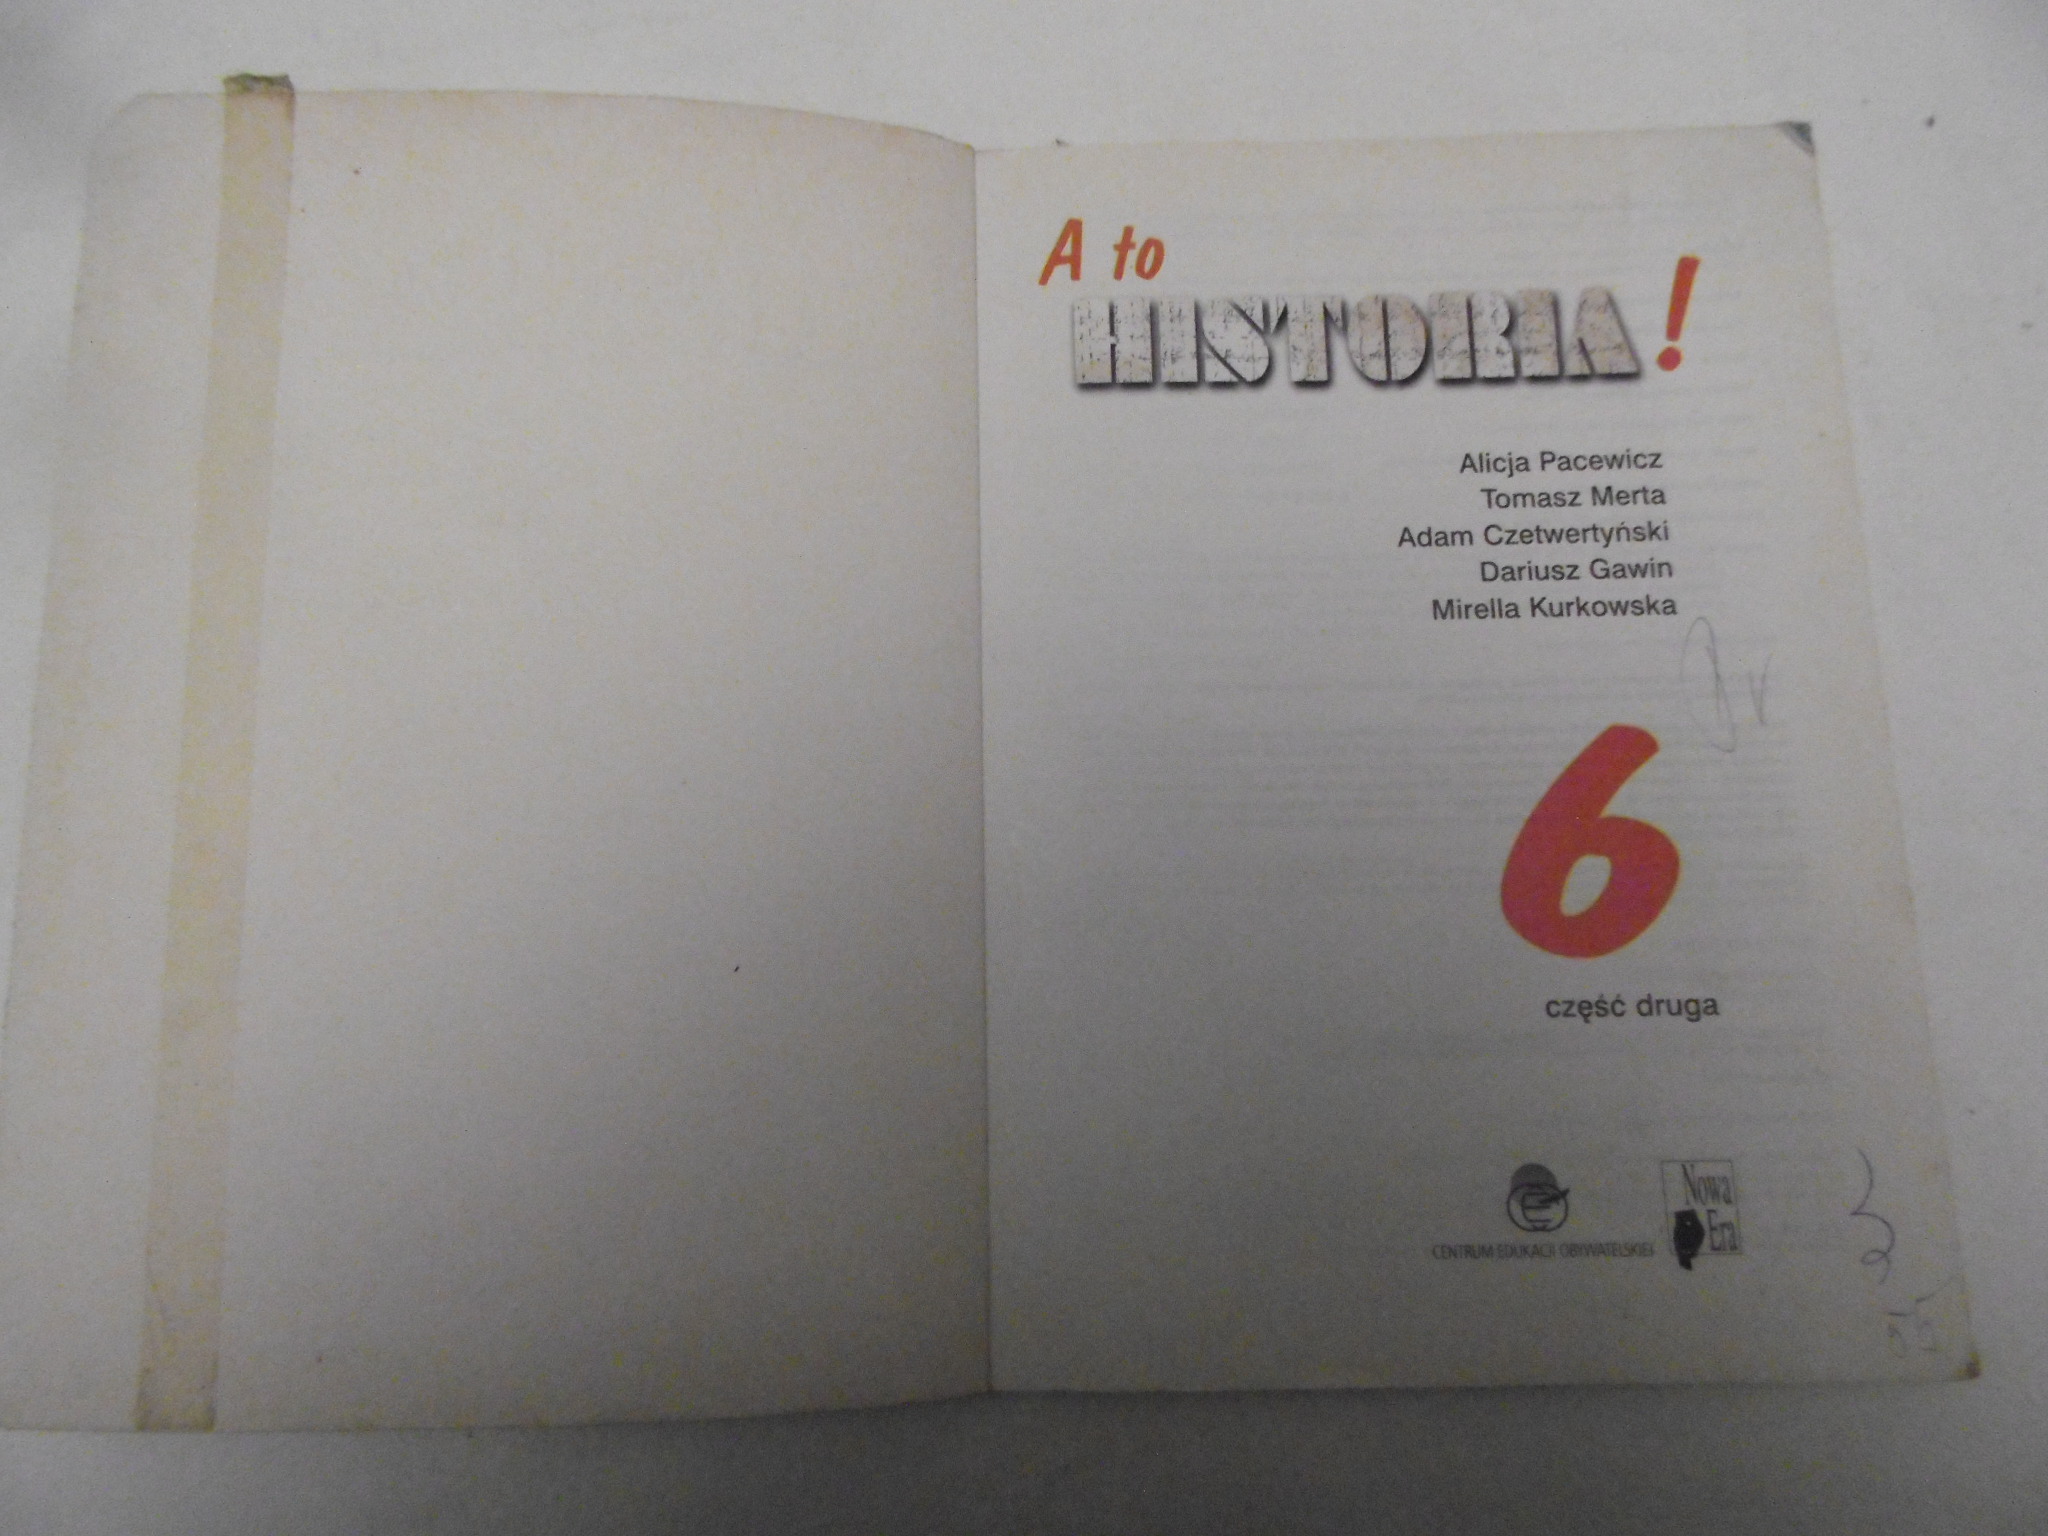 A to
HISTORIA!
Alicja Pacewicz
Tomasz Merta
Adam Czetwertyński
Dariusz Gawin
Mirella Kurkowska
6
część druga
CENTRUM EDUKACJI OBYWATELSKIEJ
Nowa
Era